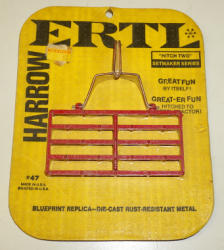 ERTL
HARROW
"HITCH TWO"
SETMAKER SERIES
GREAT FUN
BY ITSELF!
GREAT-ER FUN
HITCHED TO
TRACTOR!
#47
MADE IN U.S.A.
BLUEPRINT REPLICA—DIE-CAST RUST-RESISTANT METAL